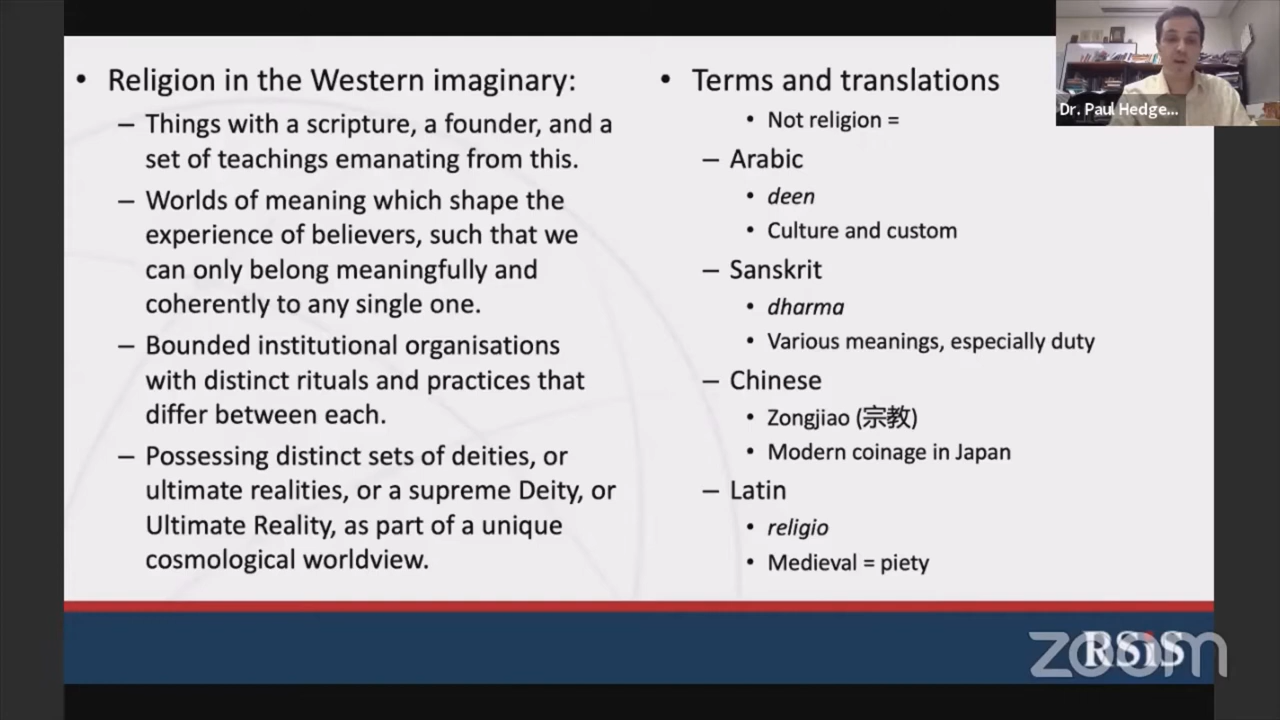 • Religion in the Western imaginary:
– Things with a scripture, a founder, and a
set of teachings emanating from this.
– Worlds of meaning which shape the
experience of believers, such that we
can only belong meaningfully and
coherently to any single one.
– Bounded institutional organisations
with distinct rituals and practices that
differ between each.
– Possessing distinct sets of deities, or
ultimate realities, or a supreme Deity, or
Ultimate Reality, as part of a unique
cosmological worldview.
• Terms and translations
• Not religion =
– Arabic
• deen
• Culture and custom
– Sanskrit
• dharma
• Various meanings, especially duty
– Chinese
• Zongjiao (宗教)
• Modern coinage in Japan
– Latin
• religio
• Medieval = piety
Dr. Paul Hedge...
RSiS
zoom